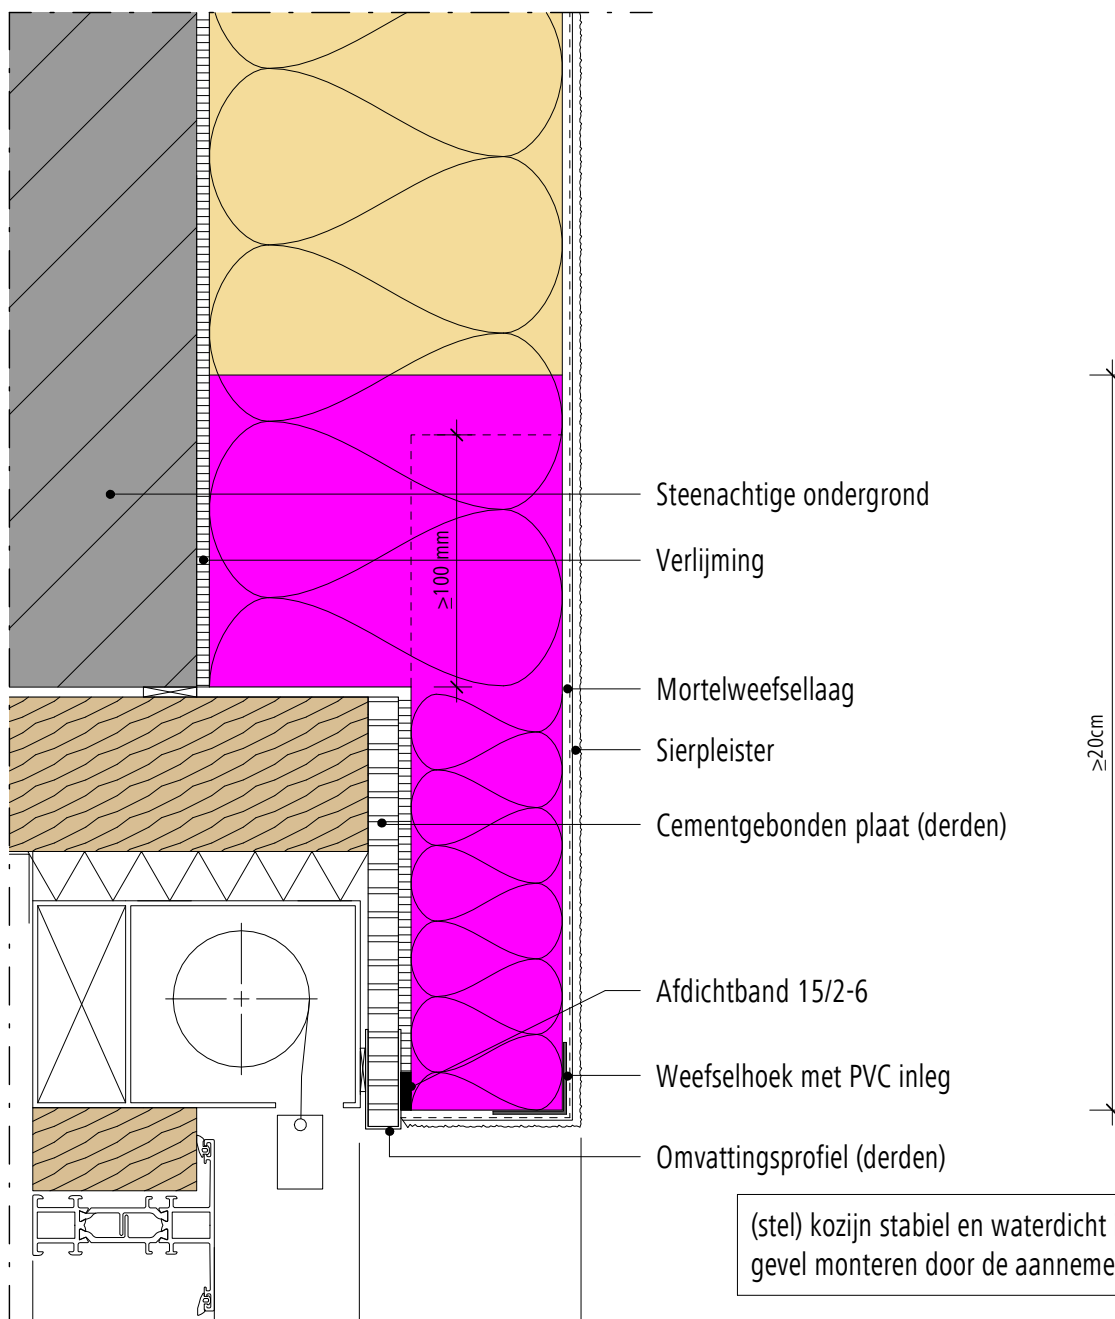 Steenachtige ondergrond
Verlijming
≥100 mm
Mortelweefsellaag
Sierpleister
≥20cm
Cementgebonden plaat (derden)
Afdichtband 15/2-6
Weefselhoek met PVC inleg
Omvattingsprofiel (derden)
(stel) kozijn stabiel en waterdicht
gevel monteren door de aanneme